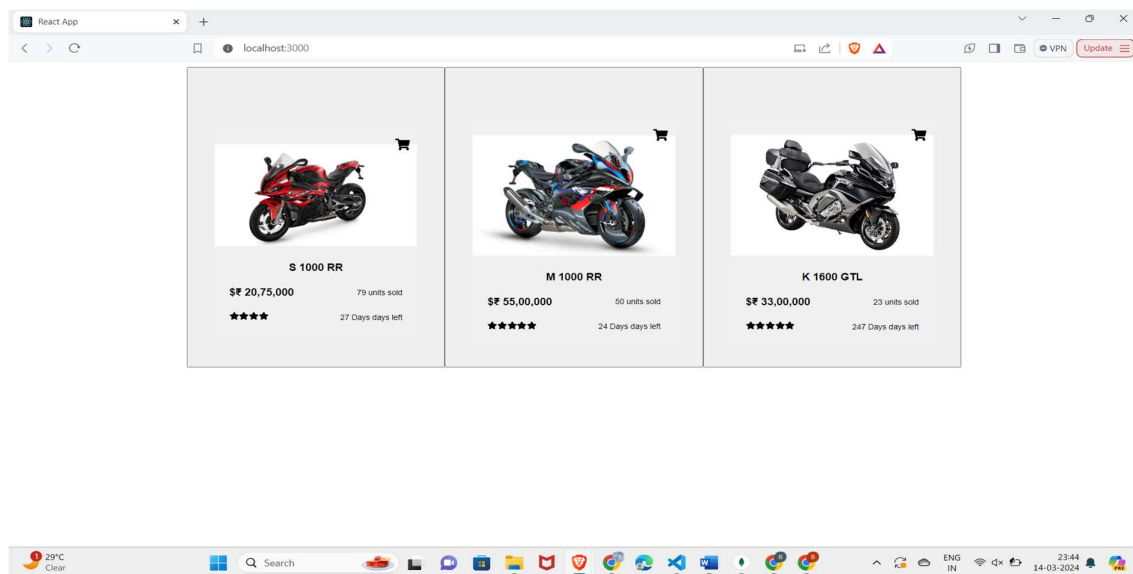 React App
localhost:3000
VPN
Update
S 1000 RR
$₹ 20,75,000
79 units sold
27 Days days left
M 1000 RR
$₹ 55,00,000
50 units sold
24 Days days left
K 1600 GTL
$₹ 33,00,000
23 units sold
247 Days days left
1
29°C
Clear
Search
ENG
IN
23:44
14-03-2024